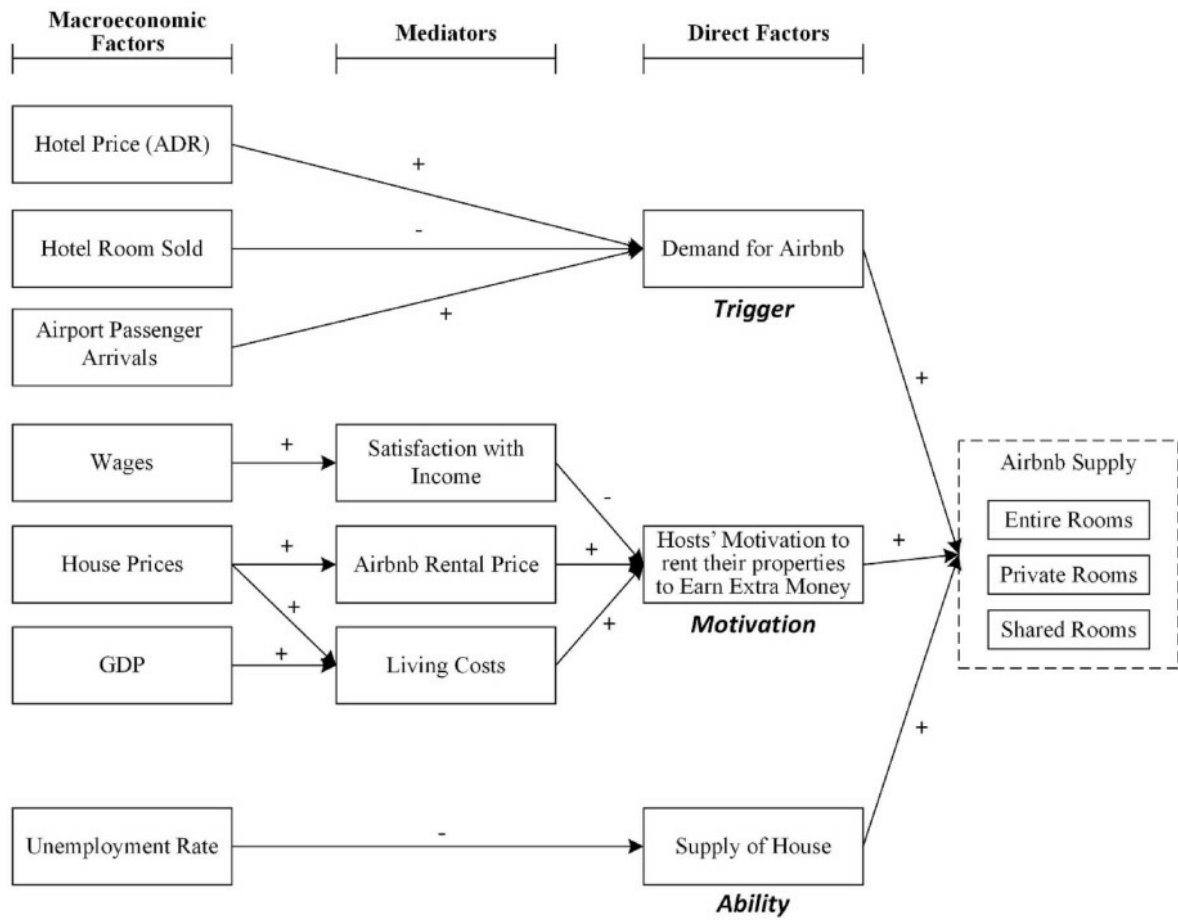 Macroeconomic
Factors
Mediators
Direct Factors
Hotel Price (ADR)
+
Hotel Room Sold
-
Demand for Airbnb
Trigger
Airport Passenger
Arrivals
+
+
Wages
+
Satisfaction with
Income
-
Airbnb Supply
Entire Rooms
Private Rooms
Shared Rooms
House Prices
+
Airbnb Rental Price
+
Hosts' Motivation to
rent their properties
to Earn Extra Money
+
Motivation
+
GDP
+
Living Costs
+
+
Unemployment Rate
-
Supply of House
Ability